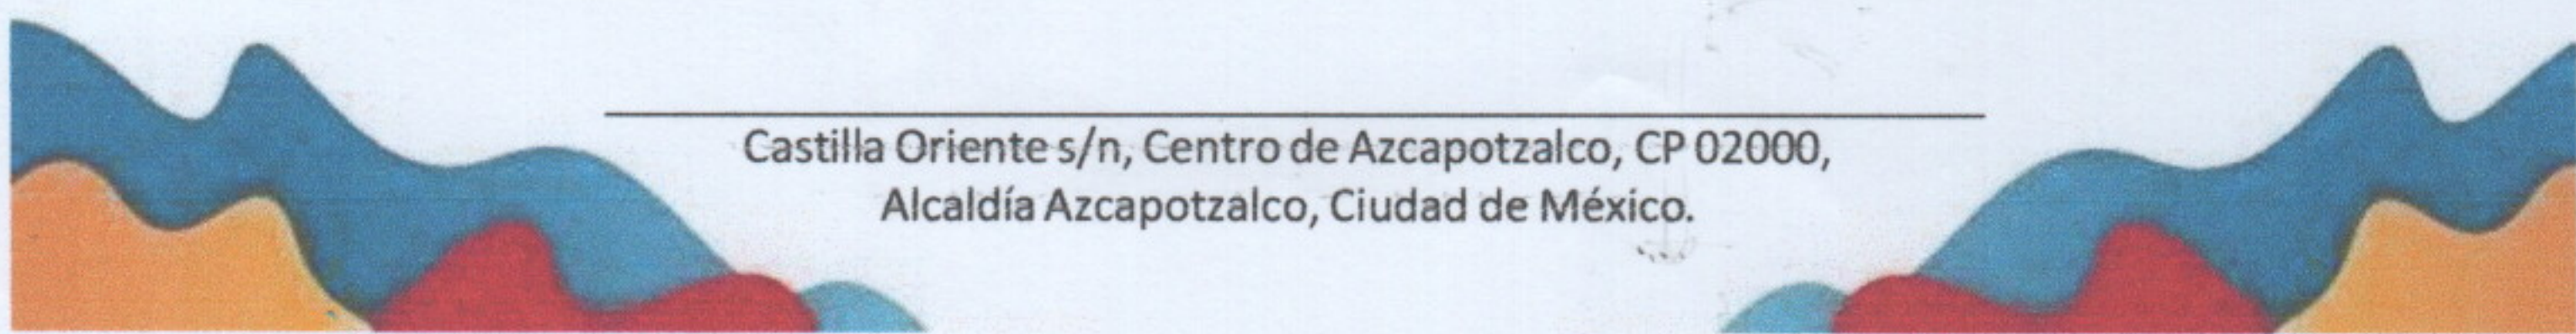 Castilla Oriente s/n, Centro de Azcapotzalco, CP 02000,
Alcaldía Azcapotzalco, Ciudad de México.